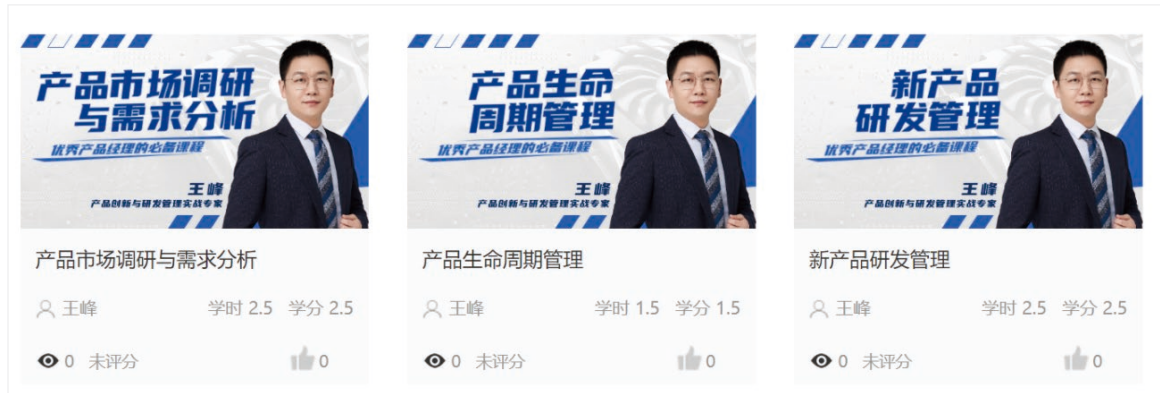 产品市场调研
与需求分析
优秀产品经理的必备课程
王峰
产品创新与研发管理实战专家
产品市场调研与需求分析
王峰 学时 2.5 学分 2.5
0 未评分 0
产品生命
周期管理
优秀产品经理的必备课程
王峰
产品创新与研发管理实战专家
产品生命周期管理
王峰 学时 1.5 学分 1.5
0 未评分 0
新产品
研发管理
优秀产品经理的必备课程
王峰
产品创新与研发管理实战专家
新产品研发管理
王峰 学时 2.5 学分 2.5
0 未评分 0